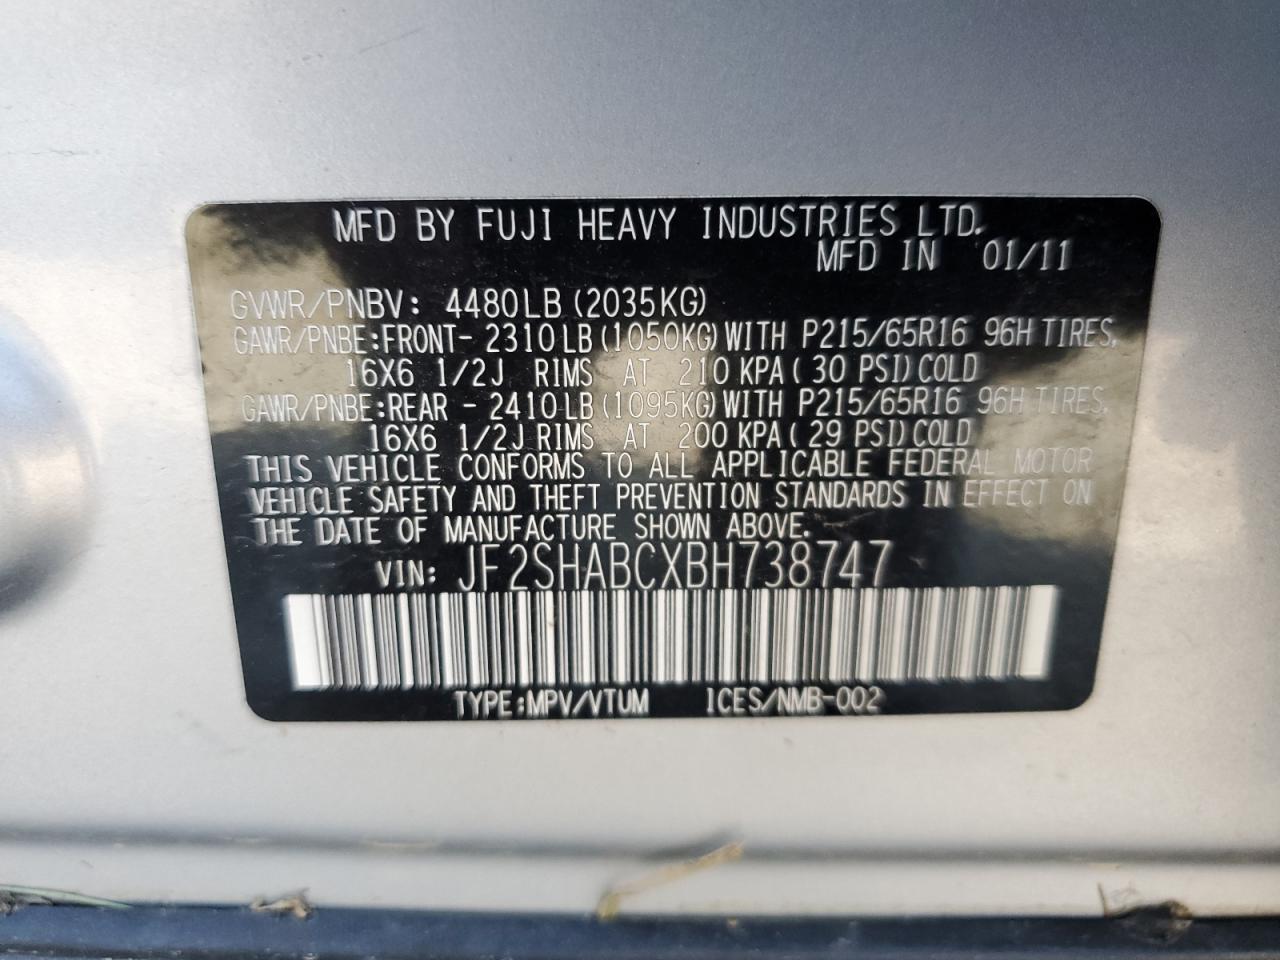 MFD BY FUJI HEAVY INDUSTRIES LTD.
MFD IN 01/11
GVWR/PNBV: 4480LB (2035KG)
GAWR/PNBE:FRONT- 2310LB(1050KG)WITH P215/65R16 96H TIRES,
16X6 1/2J RIMS AT 210 KPA( 30 PSI)COLD
GAWR/PNBE:REAR - 2410LB(1095KG)WITH P215/65R16 96H TIRES,
16X6 1/2J RIMS AT 200 KPA( 29 PSI)COLD
THIS VEHICLE CONFORMS TO ALL APPLICABLE FEDERAL MOTOR
VEHICLE SAFETY AND THEFT PREVENTION STANDARDS IN EFFECT ON
THE DATE OF MANUFACTURE SHOWN ABOVE.
VIN: JF2SHABCXBH738747
TYPE:MPV/VTUM ICES/NMB-002